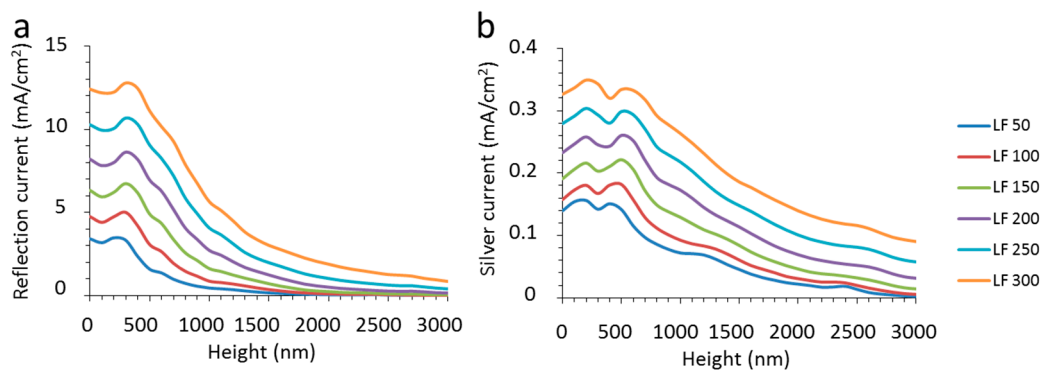 a
Reflection current (mA/cm²)
15
10
5
0
0 500 1000 1500 2000 2500 3000
Height (nm)
b
Silver current (mA/cm²)
0.4
0.3
0.2
0.1
0
0 500 1000 1500 2000 2500 3000
Height (nm)
LF 50
LF 100
LF 150
LF 200
LF 250
LF 300